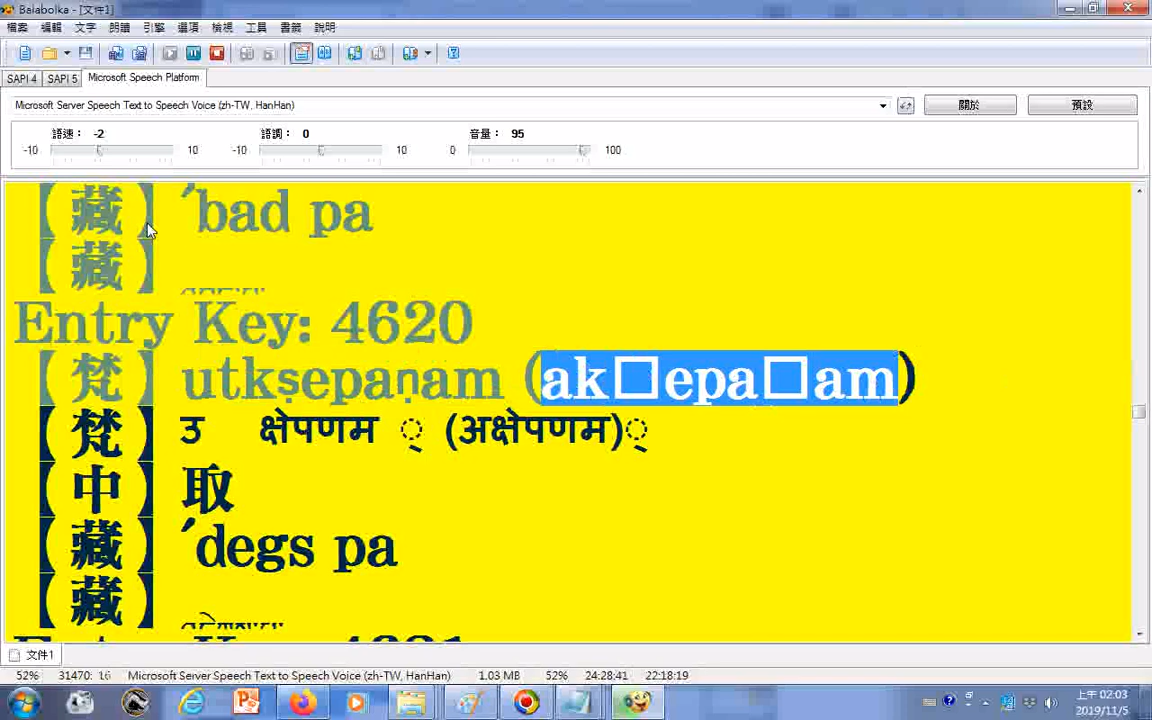 Balabolka - [文件1]
檔案 編輯 文字 朗讀 引擎 選項 檢視 工具 書籤 說明
SAPI 4 SAPI 5 Microsoft Speech Platform
Microsoft Server Speech Text to Speech Voice (zh-TW, HanHan) 關於 預設
語速： -2 語調： 0 音量： 95
-10 10 -10 10 0 100
【藏】 ′bad pa
【藏】
Entry Key: 4620
【梵】 utkṣepaṇam (ak□epa□am)
【梵】 उ क्षेपणम ् (अक्षेपणम)्
【中】 取
【藏】 ′degs pa
【藏】
文件1
52% 31470: 16 Microsoft Server Speech Text to Speech Voice (zh-TW, HanHan) 1.03 MB 52% 24:28:41 22:18:19
上午 02:03
2019/11/5